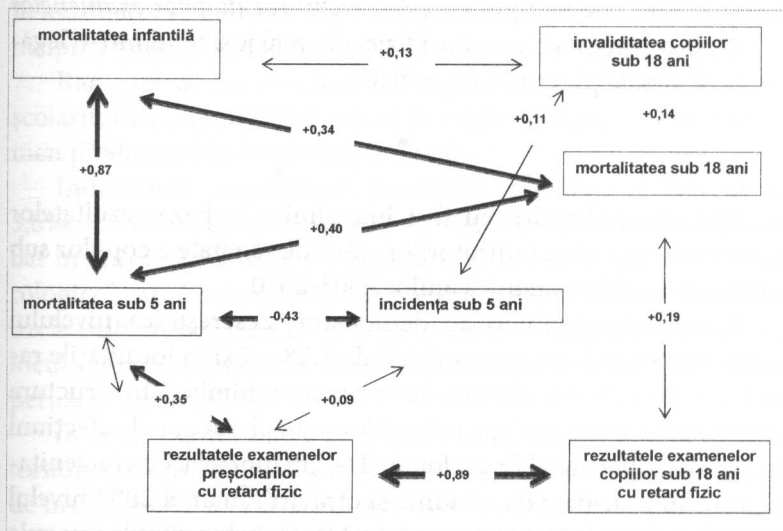 mortalitatea infantilă
invaliditatea copiilor
sub 18 ani
+0,13
+0,11
+0,14
+0,34
mortalitatea sub 18 ani
+0,87
+0,40
mortalitatea sub 5 ani
-0,43
incidența sub 5 ani
+0,19
+0,35
+0,09
rezultatele examenelor
preșcolarilor
cu retard fizic
+0,89
rezultatele examenelor
copiilor sub 18 ani
cu retard fizic